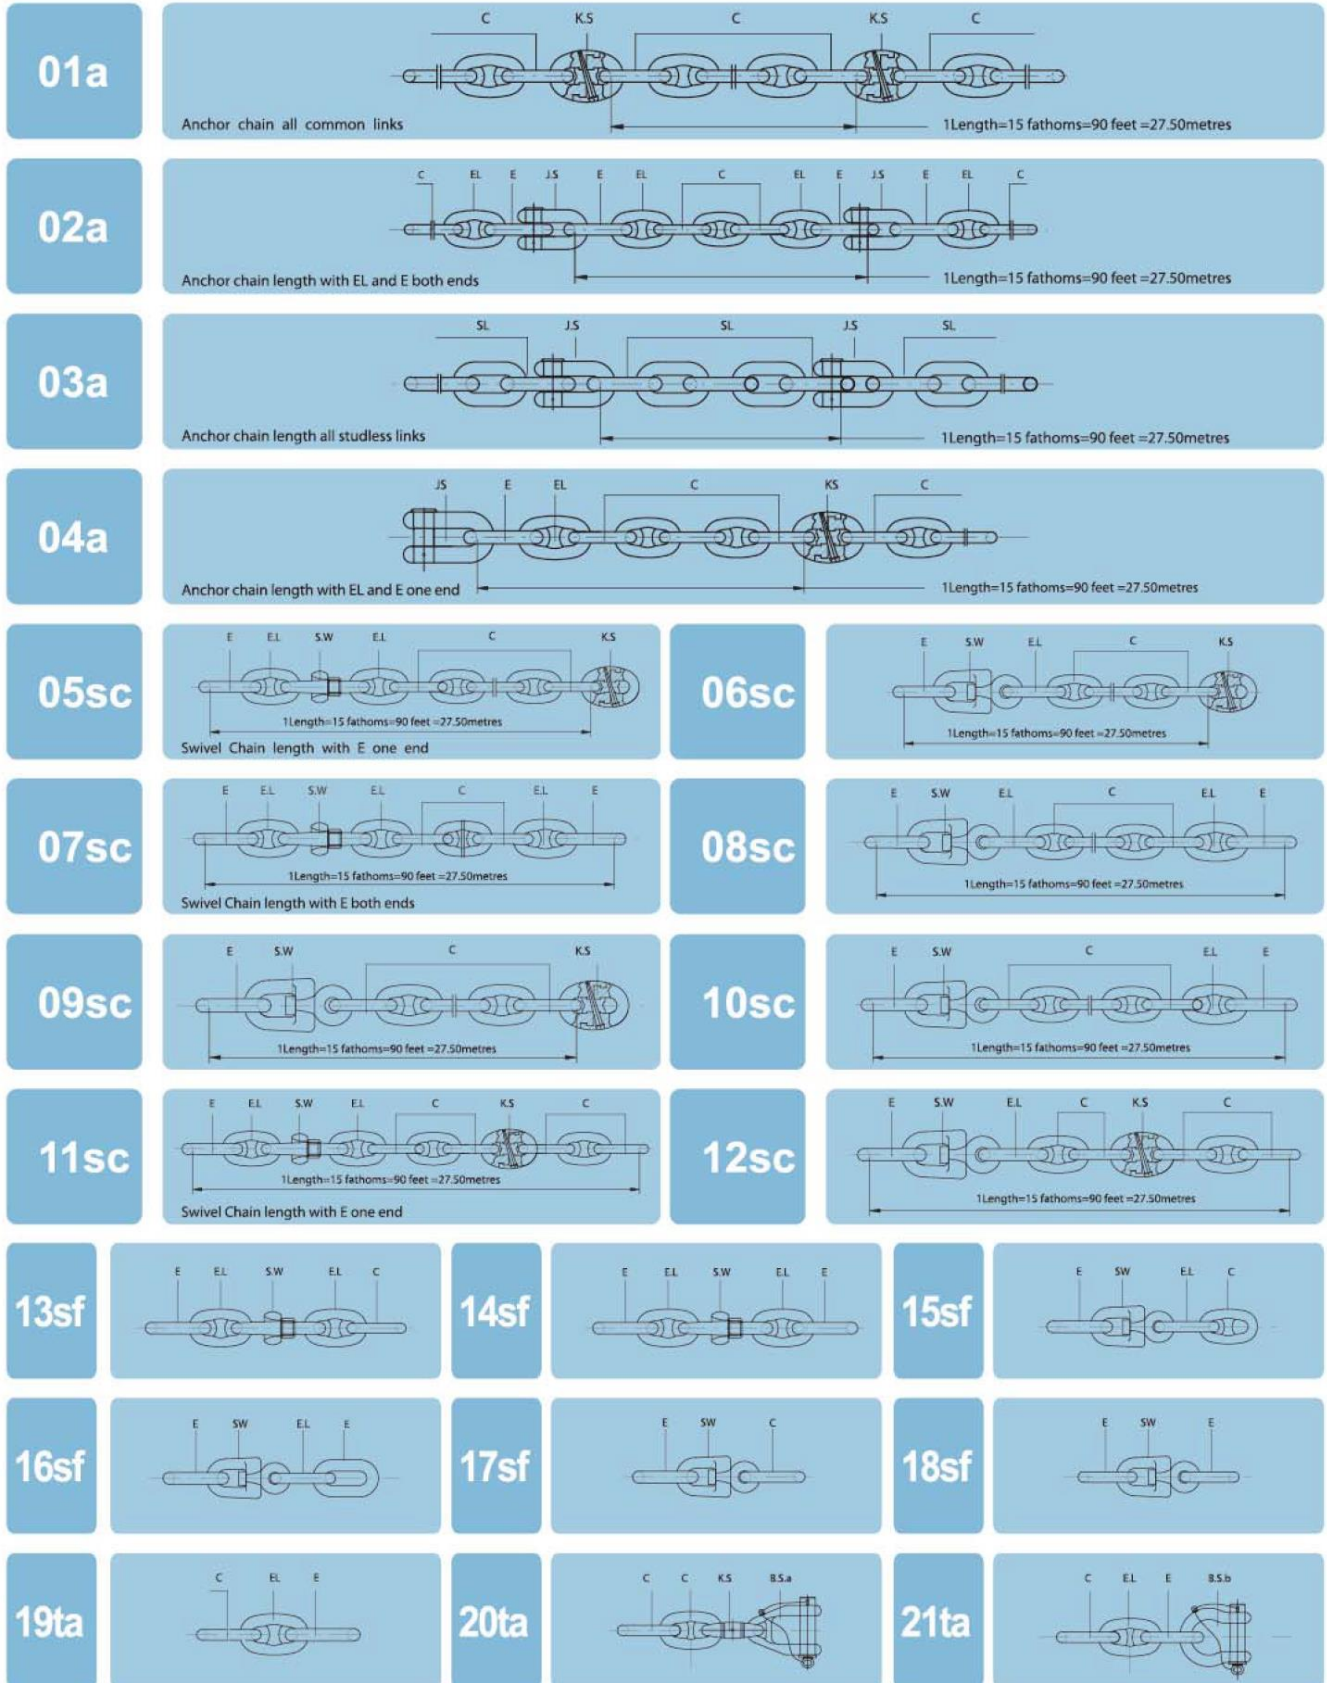 01a
C K.S C K.S C
Anchor chain all common links
1Length=15 fathoms=90 feet =27.50metres
02a
C EL E J.S E EL C EL E J.S E EL C
Anchor chain length with EL and E both ends
1Length=15 fathoms=90 feet =27.50metres
03a
SL J.S SL J.S SL
Anchor chain length all studless links
1Length=15 fathoms=90 feet =27.50metres
04a
JS E EL C KS C
Anchor chain length with EL and E one end
1Length=15 fathoms=90 feet =27.50metres
05sc
E E.L S.W E.L C K.S
1Length=15 fathoms=90 feet =27.50metres
Swivel Chain length with E one end
06sc
E S.W E.L C K.S
1Length=15 fathoms=90 feet =27.50metres
07sc
E E.L S.W E.L C E.L E
1Length=15 fathoms=90 feet =27.50metres
Swivel Chain length with E both ends
08sc
E S.W E.L C E.L E
1Length=15 fathoms=90 feet =27.50metres
09sc
E S.W C K.S
1Length=15 fathoms=90 feet =27.50metres
10sc
E S.W C E.L E
1Length=15 fathoms=90 feet =27.50metres
11sc
E E.L S.W E.L C K.S C
1Length=15 fathoms=90 feet =27.50metres
Swivel Chain length with E one end
12sc
E S.W E.L C K.S C
1Length=15 fathoms=90 feet =27.50metres
13sf
E E.L S.W E.L C
14sf
E E.L S.W E.L E
15sf
E SW E.L C
16sf
E SW E.L E
17sf
E SW C
18sf
E SW E
19ta
C EL E
20ta
C C K.S B.S.a
21ta
C E.L E B.S.b